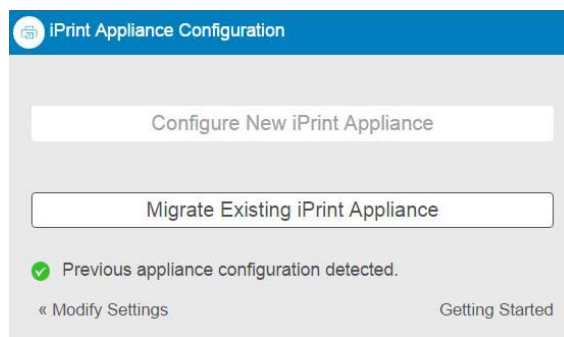 iPrint Appliance Configuration
Configure New iPrint Appliance
Migrate Existing iPrint Appliance
Previous appliance configuration detected.
« Modify Settings Getting Started